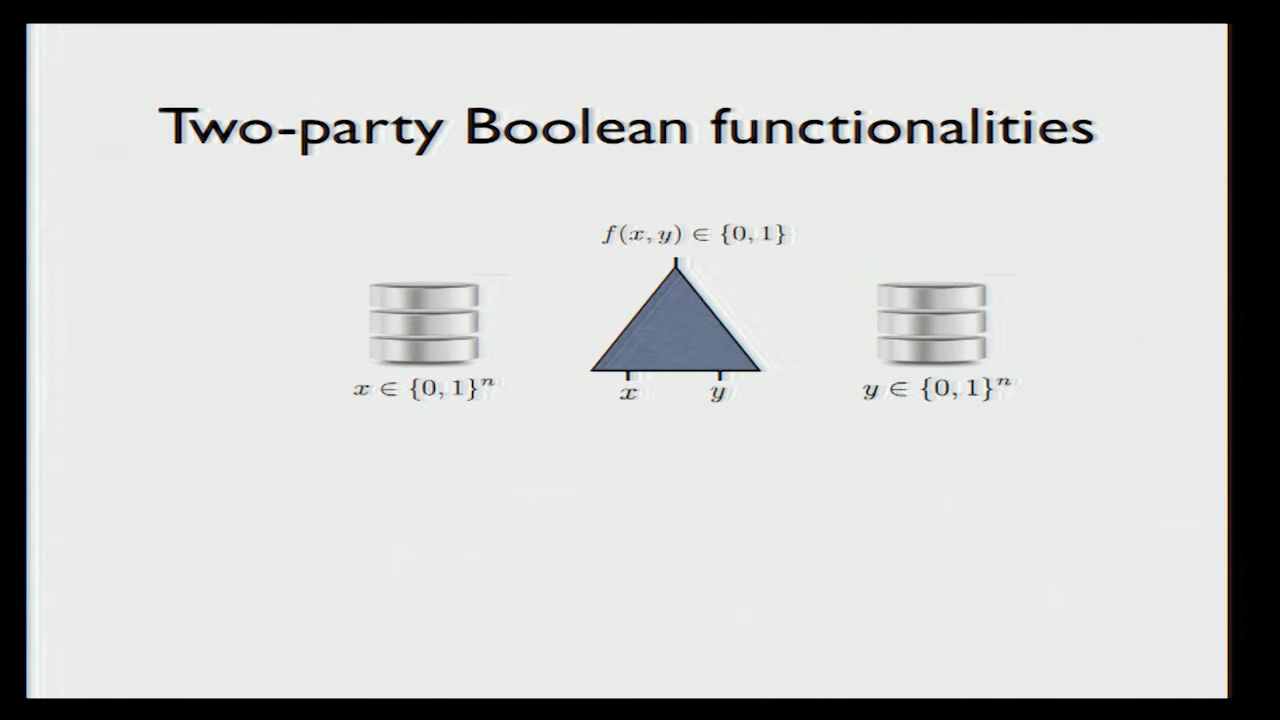 Two-party Boolean functionalities
f(x, y) ∈ {0, 1}
x ∈ {0, 1}ⁿ
x
y
y ∈ {0, 1}ⁿ